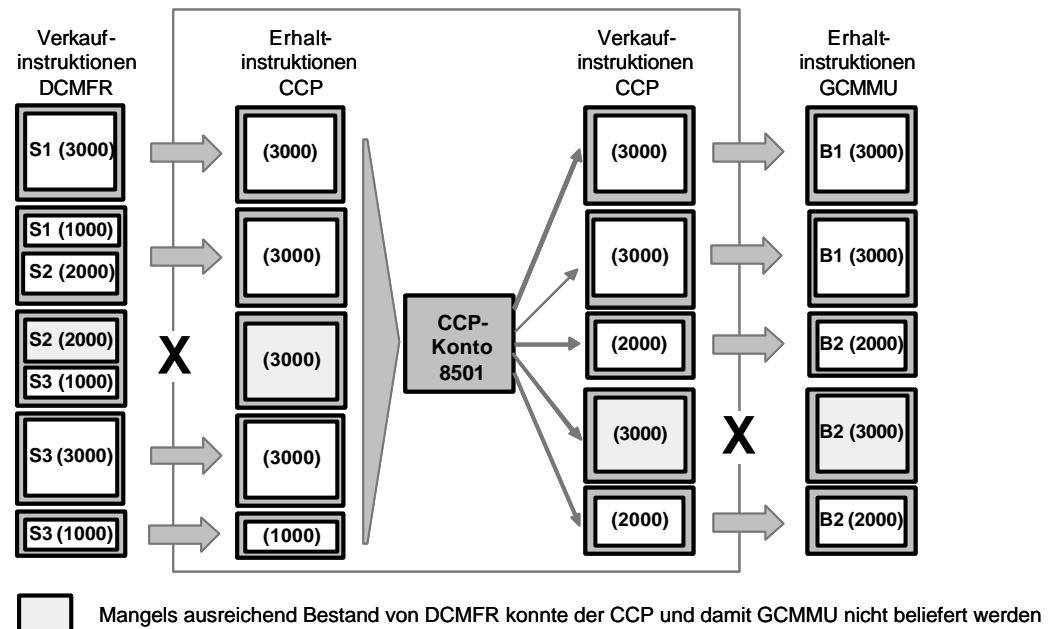 Verkauf-
instruktionen
DCMFR
Erhalt-
instruktionen
CCP
Verkauf-
instruktionen
CCP
Erhalt-
instruktionen
GCMMU
S1 (3000)
(3000)
(3000)
B1 (3000)
S1 (1000)
S2 (2000)
(3000)
(3000)
B1 (3000)
S2 (2000)
S3 (1000)
X
(3000)
CCP-
Konto
8501
(2000)
B2 (2000)
S3 (3000)
(3000)
(3000)
X
B2 (3000)
S3 (1000)
(1000)
(2000)
B2 (2000)
Mangels ausreichend Bestand von DCMFR konnte der CCP und damit GCMMU nicht beliefert werden